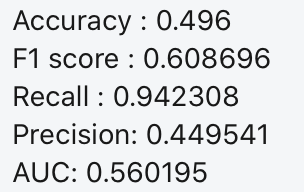 Accuracy : 0.496
F1 score : 0.608696
Recall : 0.942308
Precision: 0.449541
AUC: 0.560195